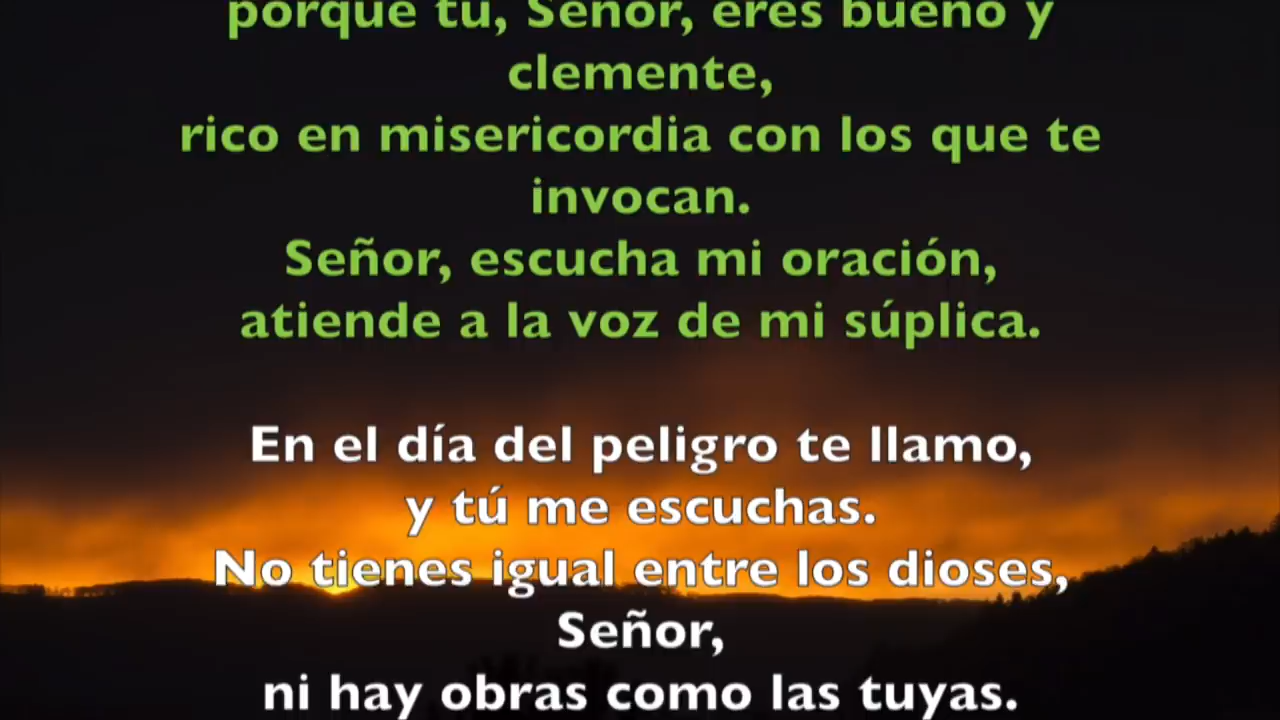 porque tú, Señor, eres bueno y
clemente,
rico en misericordia con los que te
invocan.
Señor, escucha mi oración,
atiende a la voz de mi súplica.
En el día del peligro te llamo,
y tú me escuchas.
No tienes igual entre los dioses,
Señor,
ni hay obras como las tuyas.